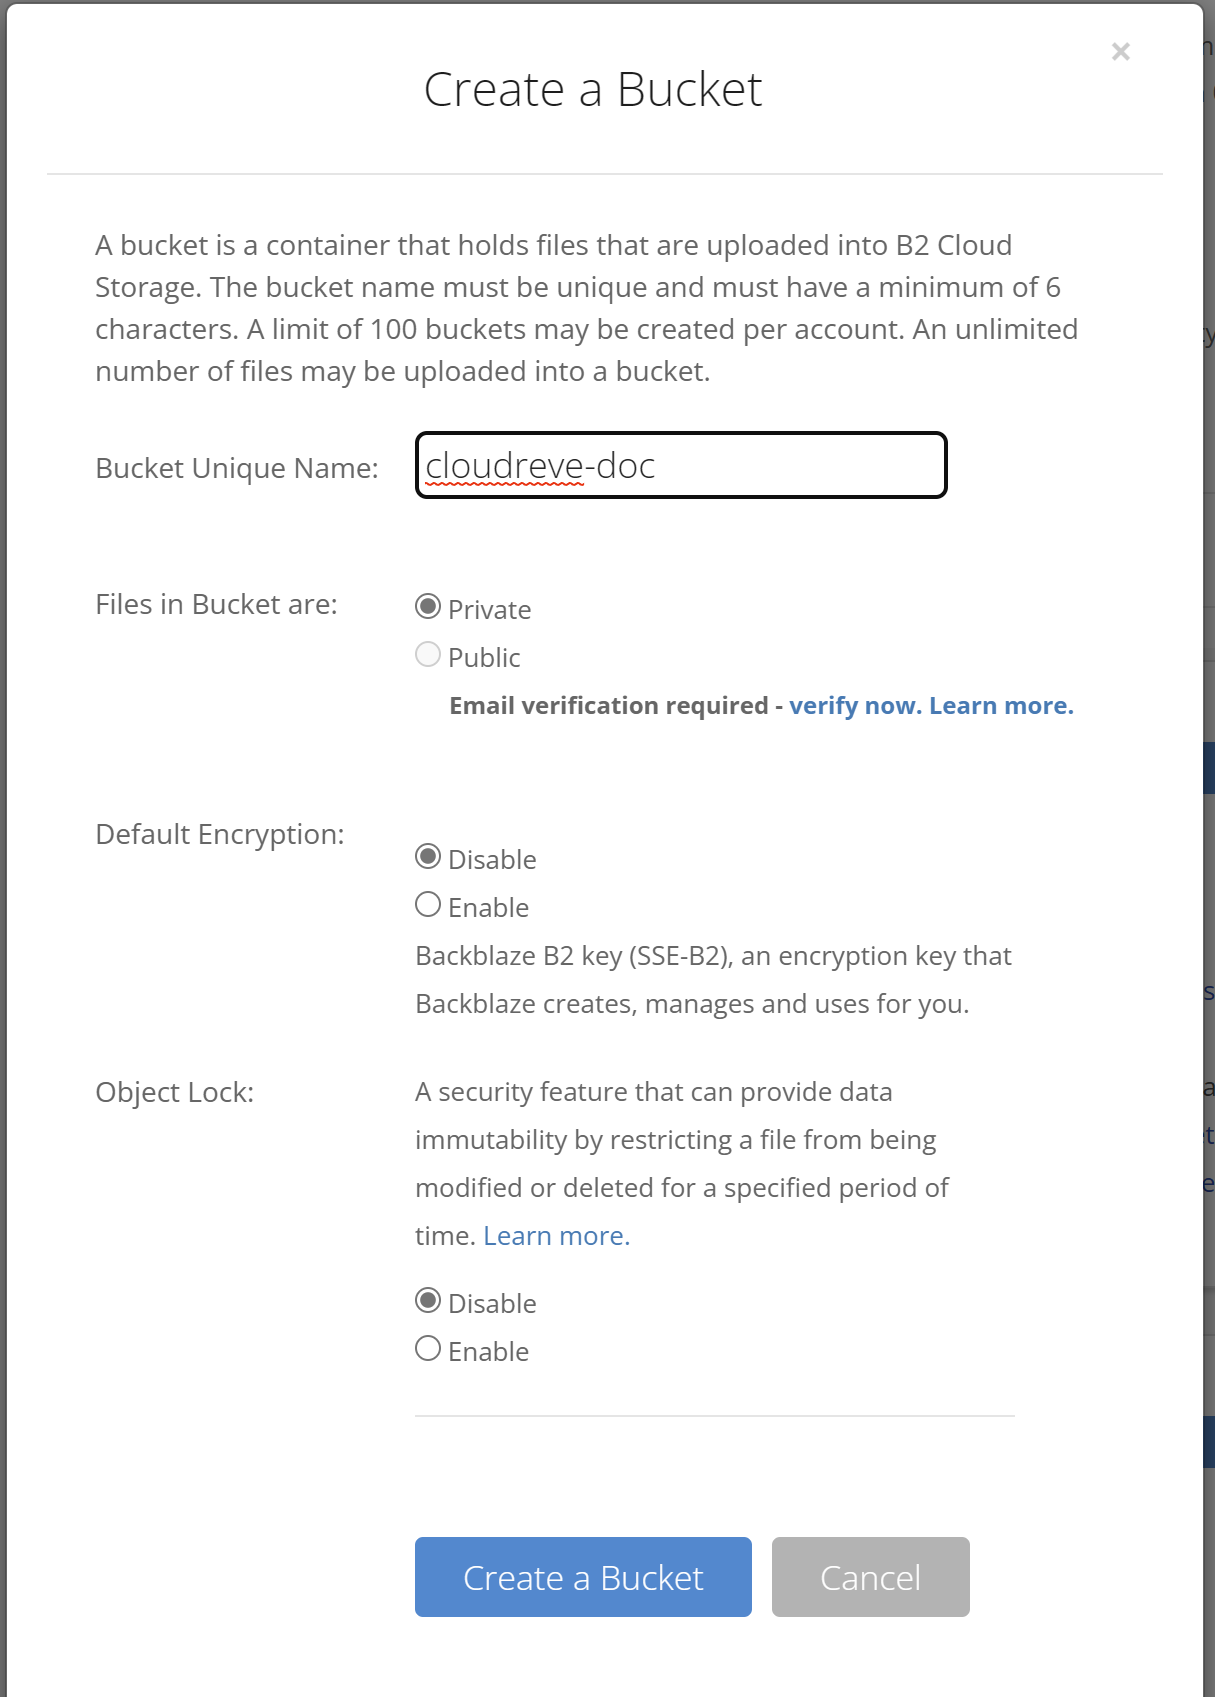 ×
Create a Bucket
A bucket is a container that holds files that are uploaded into B2 Cloud
Storage. The bucket name must be unique and must have a minimum of 6
characters. A limit of 100 buckets may be created per account. An unlimited
number of files may be uploaded into a bucket.
Bucket Unique Name: cloudreve-doc
Files in Bucket are: Private
Public
Email verification required - verify now. Learn more.
Default Encryption:
Disable
Enable
Backblaze B2 key (SSE-B2), an encryption key that
Backblaze creates, manages and uses for you.
Object Lock: A security feature that can provide data
immutability by restricting a file from being
modified or deleted for a specified period of
time. Learn more.
Disable
Enable
Create a Bucket Cancel